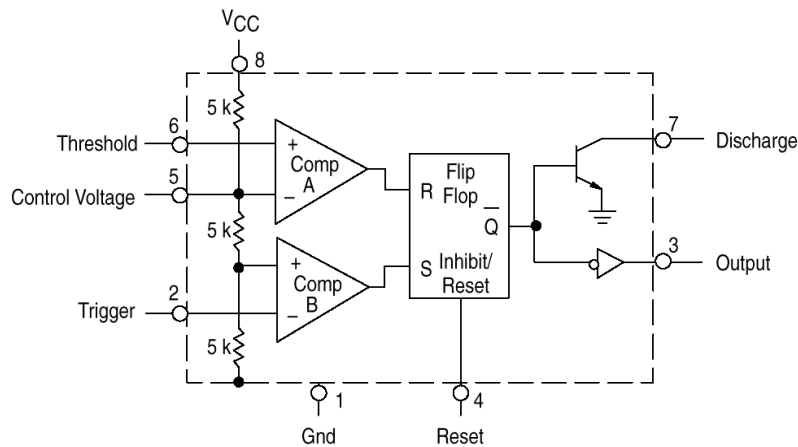 VCC
8
5 k
Threshold
6
+
Comp
A
−
Control Voltage
5
5 k
+
Comp
B
−
Trigger
2
5 k
R
Flip
Flop
Q
S
Inhibit/
Reset
7
Discharge
3
Output
1
Gnd
4
Reset